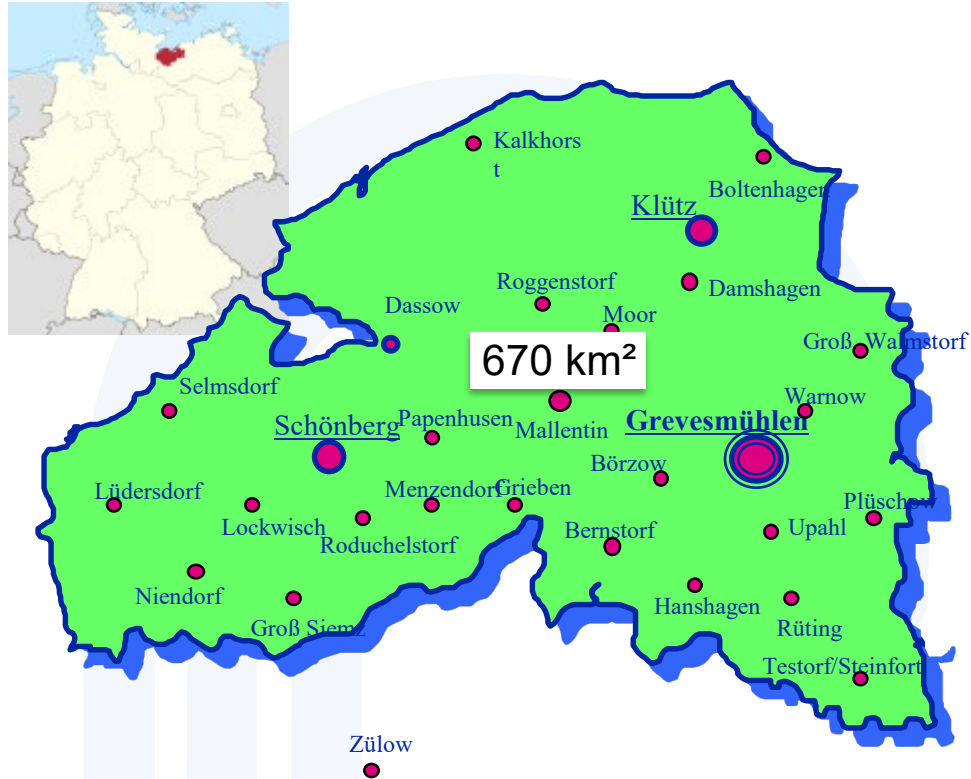 Kalkhors
t
Boltenhagen
Klütz
Roggenstorf
Damshagen
Dassow
Moor
Groß Walmstorf
670 km²
Selmsdorf
Warnow
Schönberg
Papenhusen
Mallentin
Grevesmühlen
Börzow
Lüdersdorf
Menzendorf
Grieben
Plüschow
Lockwisch
Roduchelstorf
Bernstorf
Upahl
Niendorf
Hanshagen
Groß Siemz
Rüting
Testorf/Steinfort
Zülow